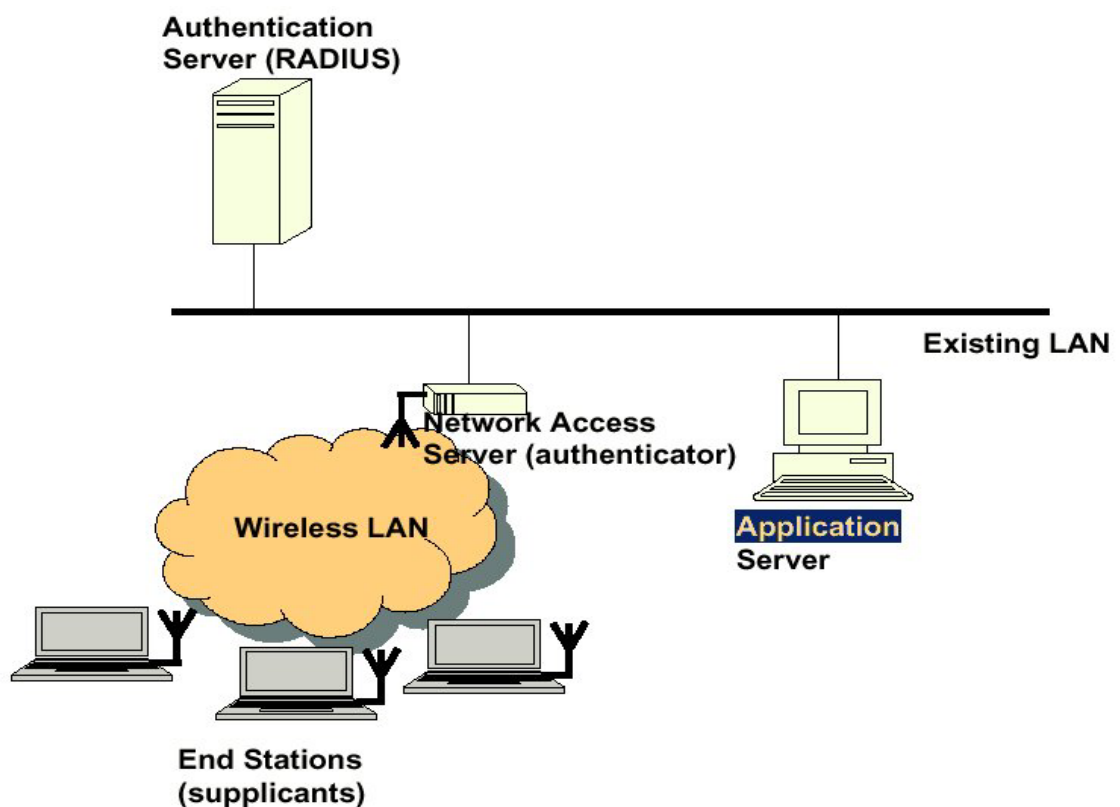 Authentication
Server (RADIUS)
Existing LAN
Network Access
Server (authenticator)
Wireless LAN
Application
Server
End Stations
(supplicants)